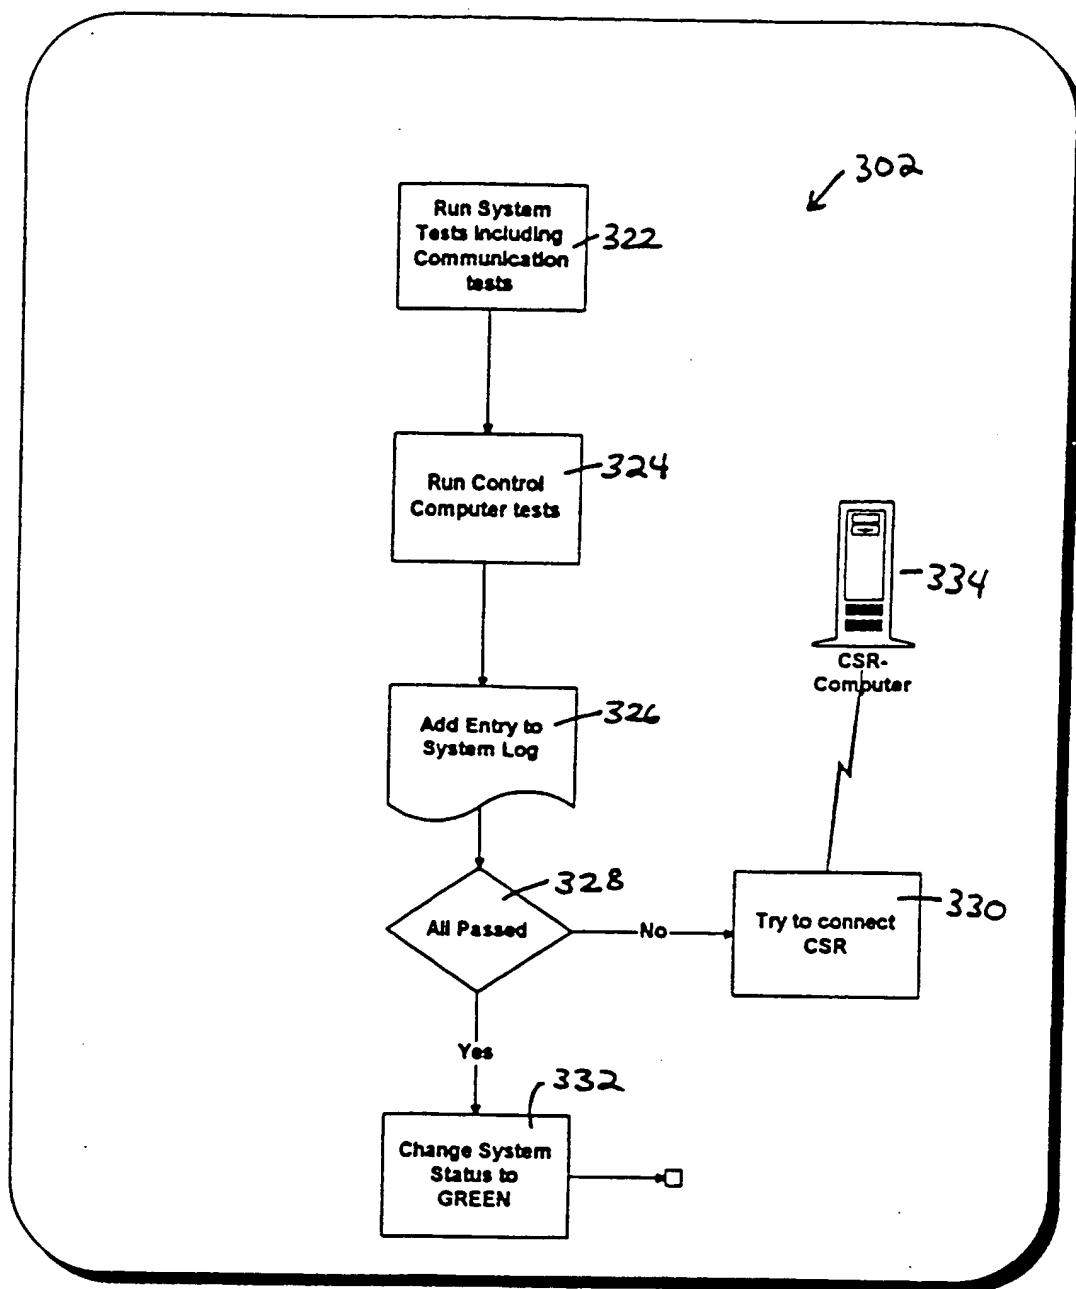 302
Run System
Tests including
Communication
tests
322
Run Control
Computer tests
324
334
CSR-
Computer
Add Entry to
System Log
326
328
All Passed
No
Try to connect
CSR
330
Yes
332
Change System
Status to
GREEN